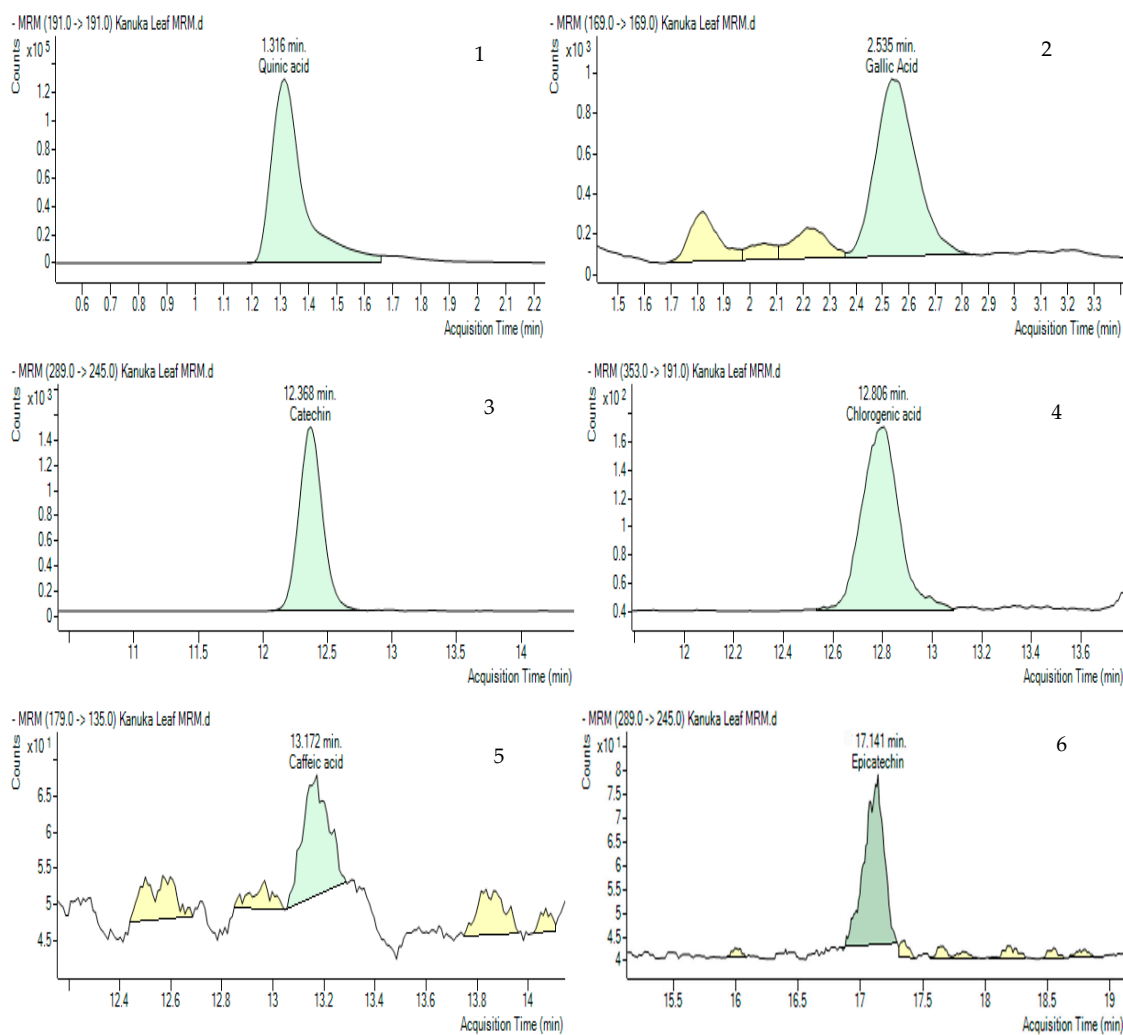 - MRM (191.0 -> 191.0) Kanuka Leaf MRM.d
Counts
x10 5
1.316 min.
Quinic acid
1
1.2
1
0.8
0.6
0.4
0.2
0
0.6 0.7 0.8 0.9 1 1.1 1.2 1.3 1.4 1.5 1.6 1.7 1.8 1.9 2 2.1 2.2
Acquisition Time (min)
- MRM (169.0 -> 169.0) Kanuka Leaf MRM.d
Counts
x10 3
2.535 min.
Gallic Acid
2
1
0.8
0.6
0.4
0.2
0
1.5 1.6 1.7 1.8 1.9 2 2.1 2.2 2.3 2.4 2.5 2.6 2.7 2.8 2.9 3 3.1 3.2 3.3
Acquisition Time (min)
- MRM (289.0 -> 245.0) Kanuka Leaf MRM.d
Counts
x10 3
12.368 min.
Catechin
3
1.4
1.2
1
0.8
0.6
0.4
0.2
0
11 11.5 12 12.5 13 13.5 14
Acquisition Time (min)
- MRM (353.0 -> 191.0) Kanuka Leaf MRM.d
Counts
x10 2
12.806 min.
Chlorogenic acid
4
1.8
1.6
1.4
1.2
1
0.8
0.6
0.4
12 12.2 12.4 12.6 12.8 13 13.2 13.4 13.6
Acquisition Time (min)
- MRM (179.0 -> 135.0) Kanuka Leaf MRM.d
Counts
x10 1
13.172 min.
Caffeic acid
5
6.5
6
5.5
5
4.5
12.4 12.6 12.8 13 13.2 13.4 13.6 13.8 14
Acquisition Time (min)
- MRM (289.0 -> 245.0) Kanuka Leaf MRM.d
Counts
x10 1
17.141 min.
Epicatechin
6
8
7.5
7
6.5
6
5.5
5
4.5
4
15.5 16 16.5 17 17.5 18 18.5 19
Acquisition Time (min)